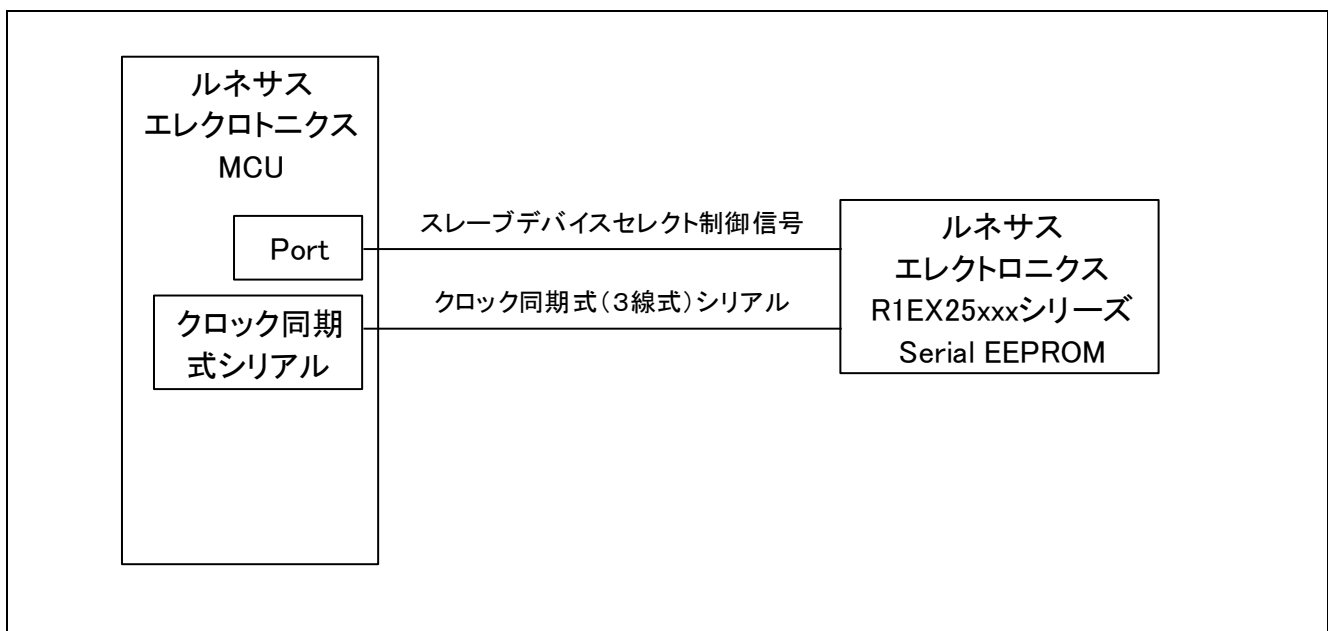 ルネサス
エレクロトニクス
MCU
Port
クロック同期
式シリアル
スレーブデバイスセレクト制御信号
クロック同期式(3線式)シリアル
ルネサス
エレクトロニクス
R1EX25xxxシリーズ
Serial EEPROM